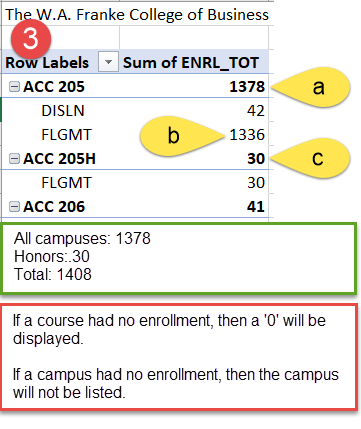 The W.A. Franke College of Business
3
Row Labels Sum of ENRL_TOT
ACC 205 1378 a
DISLN 42
FLGMT b 1336
ACC 205H 30 c
FLGMT 30
ACC 206 41
All campuses: 1378
Honors:.30
Total: 1408
If a course had no enrollment, then a '0' will be
displayed.
If a campus had no enrollment, then the campus
will not be listed.